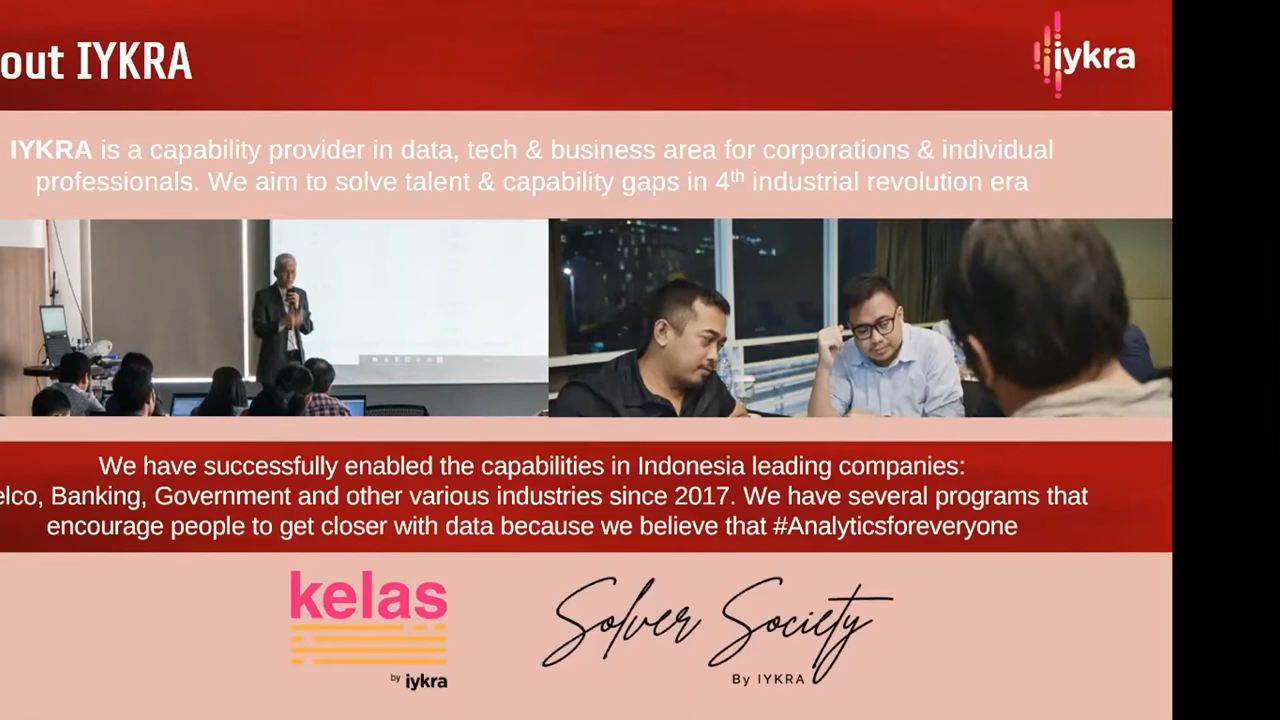 out IYKRA
iykra
IYKRA is a capability provider in data, tech & business area for corporations & individual
professionals. We aim to solve talent & capability gaps in 4th industrial revolution era
We have successfully enabled the capabilities in Indonesia leading companies:
elco, Banking, Government and other various industries since 2017. We have several programs that
encourage people to get closer with data because we believe that #Analyticsforeveryone
kelas
by iykra
Solver Society
By IYKRA